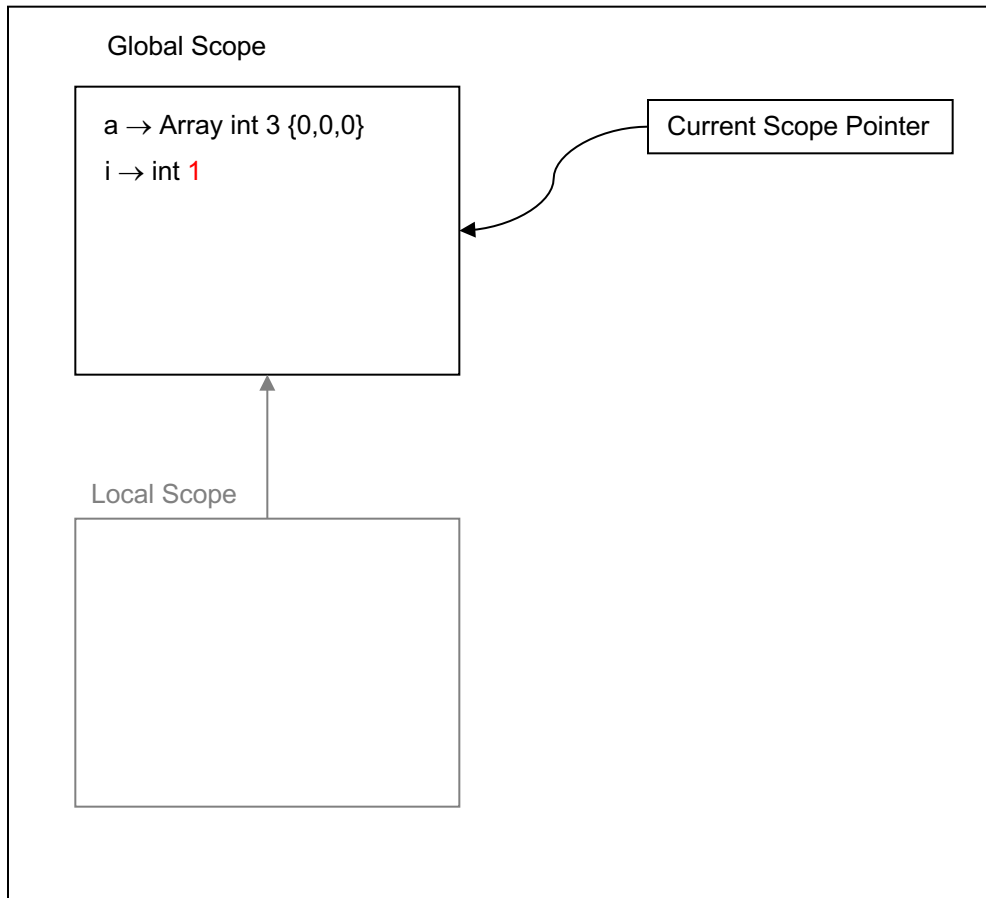 Global Scope
a → Array int 3 {0,0,0}
i → int 1
Current Scope Pointer
Local Scope